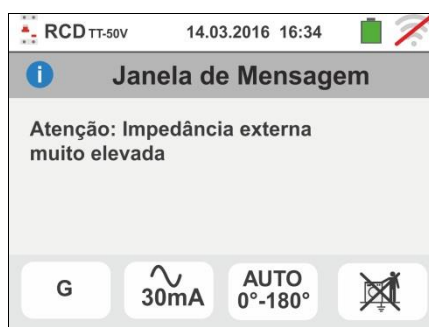 RCD TT-50V 14.03.2016 16:34
i Janela de Mensagem
Atenção: Impedância externa
muito elevada
G 30mA AUTO
0°-180°